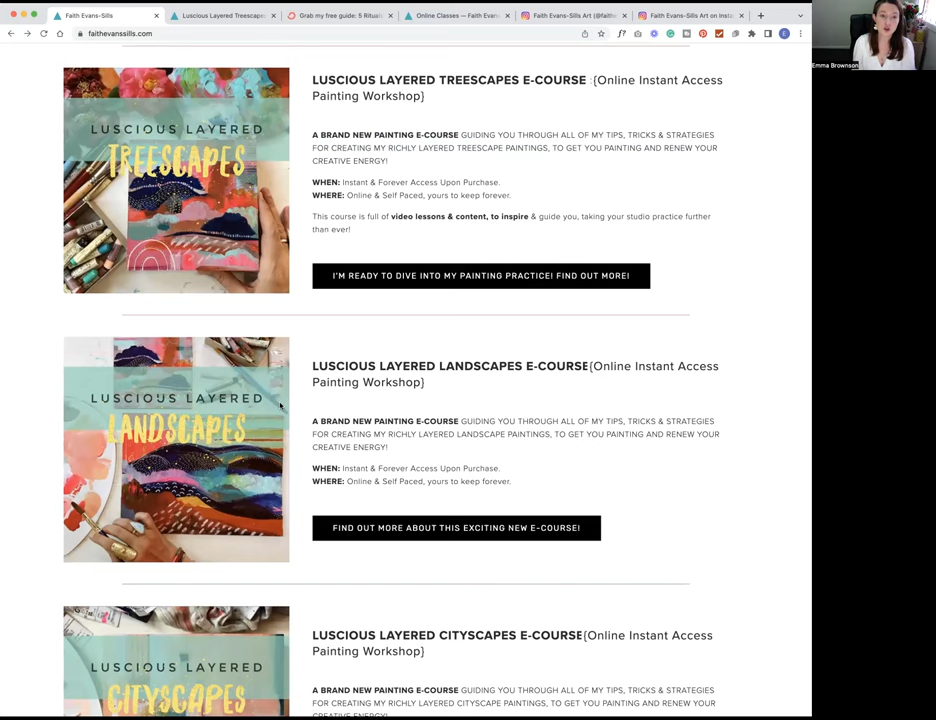 Faith Evans-Sills
Luscious Layered Treescapes
Grab my free guide: 5 Rituals
Online Classes — Faith Evans
Faith Evans-Sills Art (@faithe
Faith Evans-Sills Art on Insta
faithevanssills.com
Emma Brownson
LUSCIOUS LAYERED
TREESCAPES
LUSCIOUS LAYERED TREESCAPES E-COURSE {Online Instant Access
Painting Workshop}
A BRAND NEW PAINTING E-COURSE GUIDING YOU THROUGH ALL OF MY TIPS, TRICKS & STRATEGIES
FOR CREATING MY RICHLY LAYERED TREESCAPE PAINTINGS, TO GET YOU PAINTING AND RENEW YOUR
CREATIVE ENERGY!
WHEN: Instant & Forever Access Upon Purchase.
WHERE: Online & Self Paced, yours to keep forever.
This course is full of video lessons & content, to inspire & guide you, taking your studio practice further
than ever!
I'M READY TO DIVE INTO MY PAINTING PRACTICE! FIND OUT MORE!
LUSCIOUS LAYERED
LANDSCAPES
LUSCIOUS LAYERED LANDSCAPES E-COURSE{Online Instant Access
Painting Workshop}
A BRAND NEW PAINTING E-COURSE GUIDING YOU THROUGH ALL OF MY TIPS, TRICKS & STRATEGIES
FOR CREATING MY RICHLY LAYERED LANDSCAPE PAINTINGS, TO GET YOU PAINTING AND RENEW YOUR
CREATIVE ENERGY!
WHEN: Instant & Forever Access Upon Purchase.
WHERE: Online & Self Paced, yours to keep forever.
FIND OUT MORE ABOUT THIS EXCITING NEW E-COURSE!
LUSCIOUS LAYERED
CITYSCAPES
LUSCIOUS LAYERED CITYSCAPES E-COURSE{Online Instant Access
Painting Workshop}
A BRAND NEW PAINTING E-COURSE GUIDING YOU THROUGH ALL OF MY TIPS, TRICKS & STRATEGIES
FOR CREATING MY RICHLY LAYERED CITYSCAPE PAINTINGS, TO GET YOU PAINTING AND RENEW YOUR